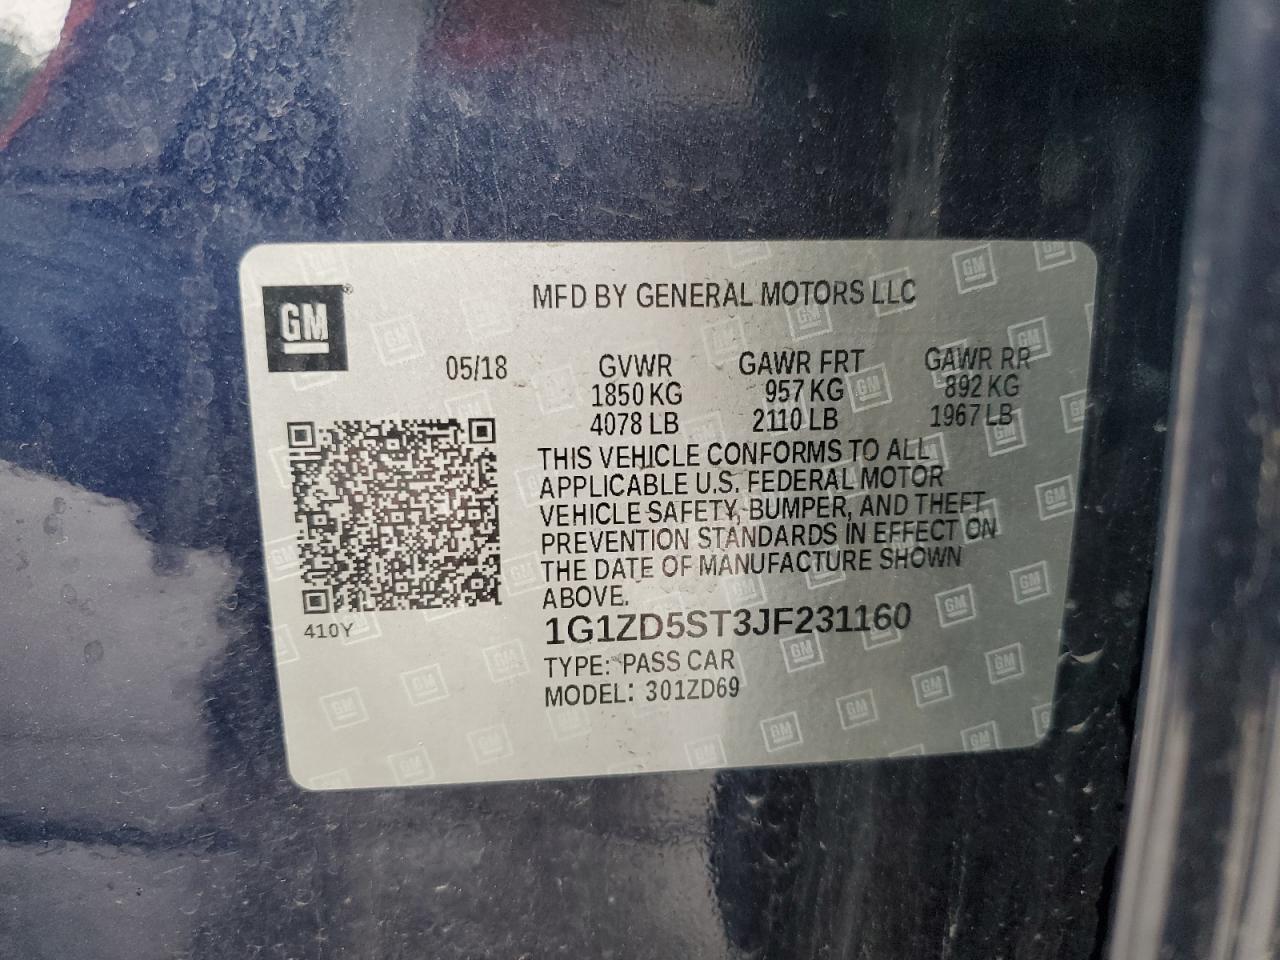 GM
MFD BY GENERAL MOTORS LLC
05/18 GVWR GAWR FRT GAWR RR
1850 KG 957 KG 892 KG
4078 LB 2110 LB 1967 LB
THIS VEHICLE CONFORMS TO ALL
APPLICABLE U.S. FEDERAL MOTOR
VEHICLE SAFETY, BUMPER, AND THEFT
PREVENTION STANDARDS IN EFFECT ON
THE DATE OF MANUFACTURE SHOWN
ABOVE.
410Y
1G1ZD5ST3JF231160
TYPE: PASS CAR
MODEL: 301ZD69